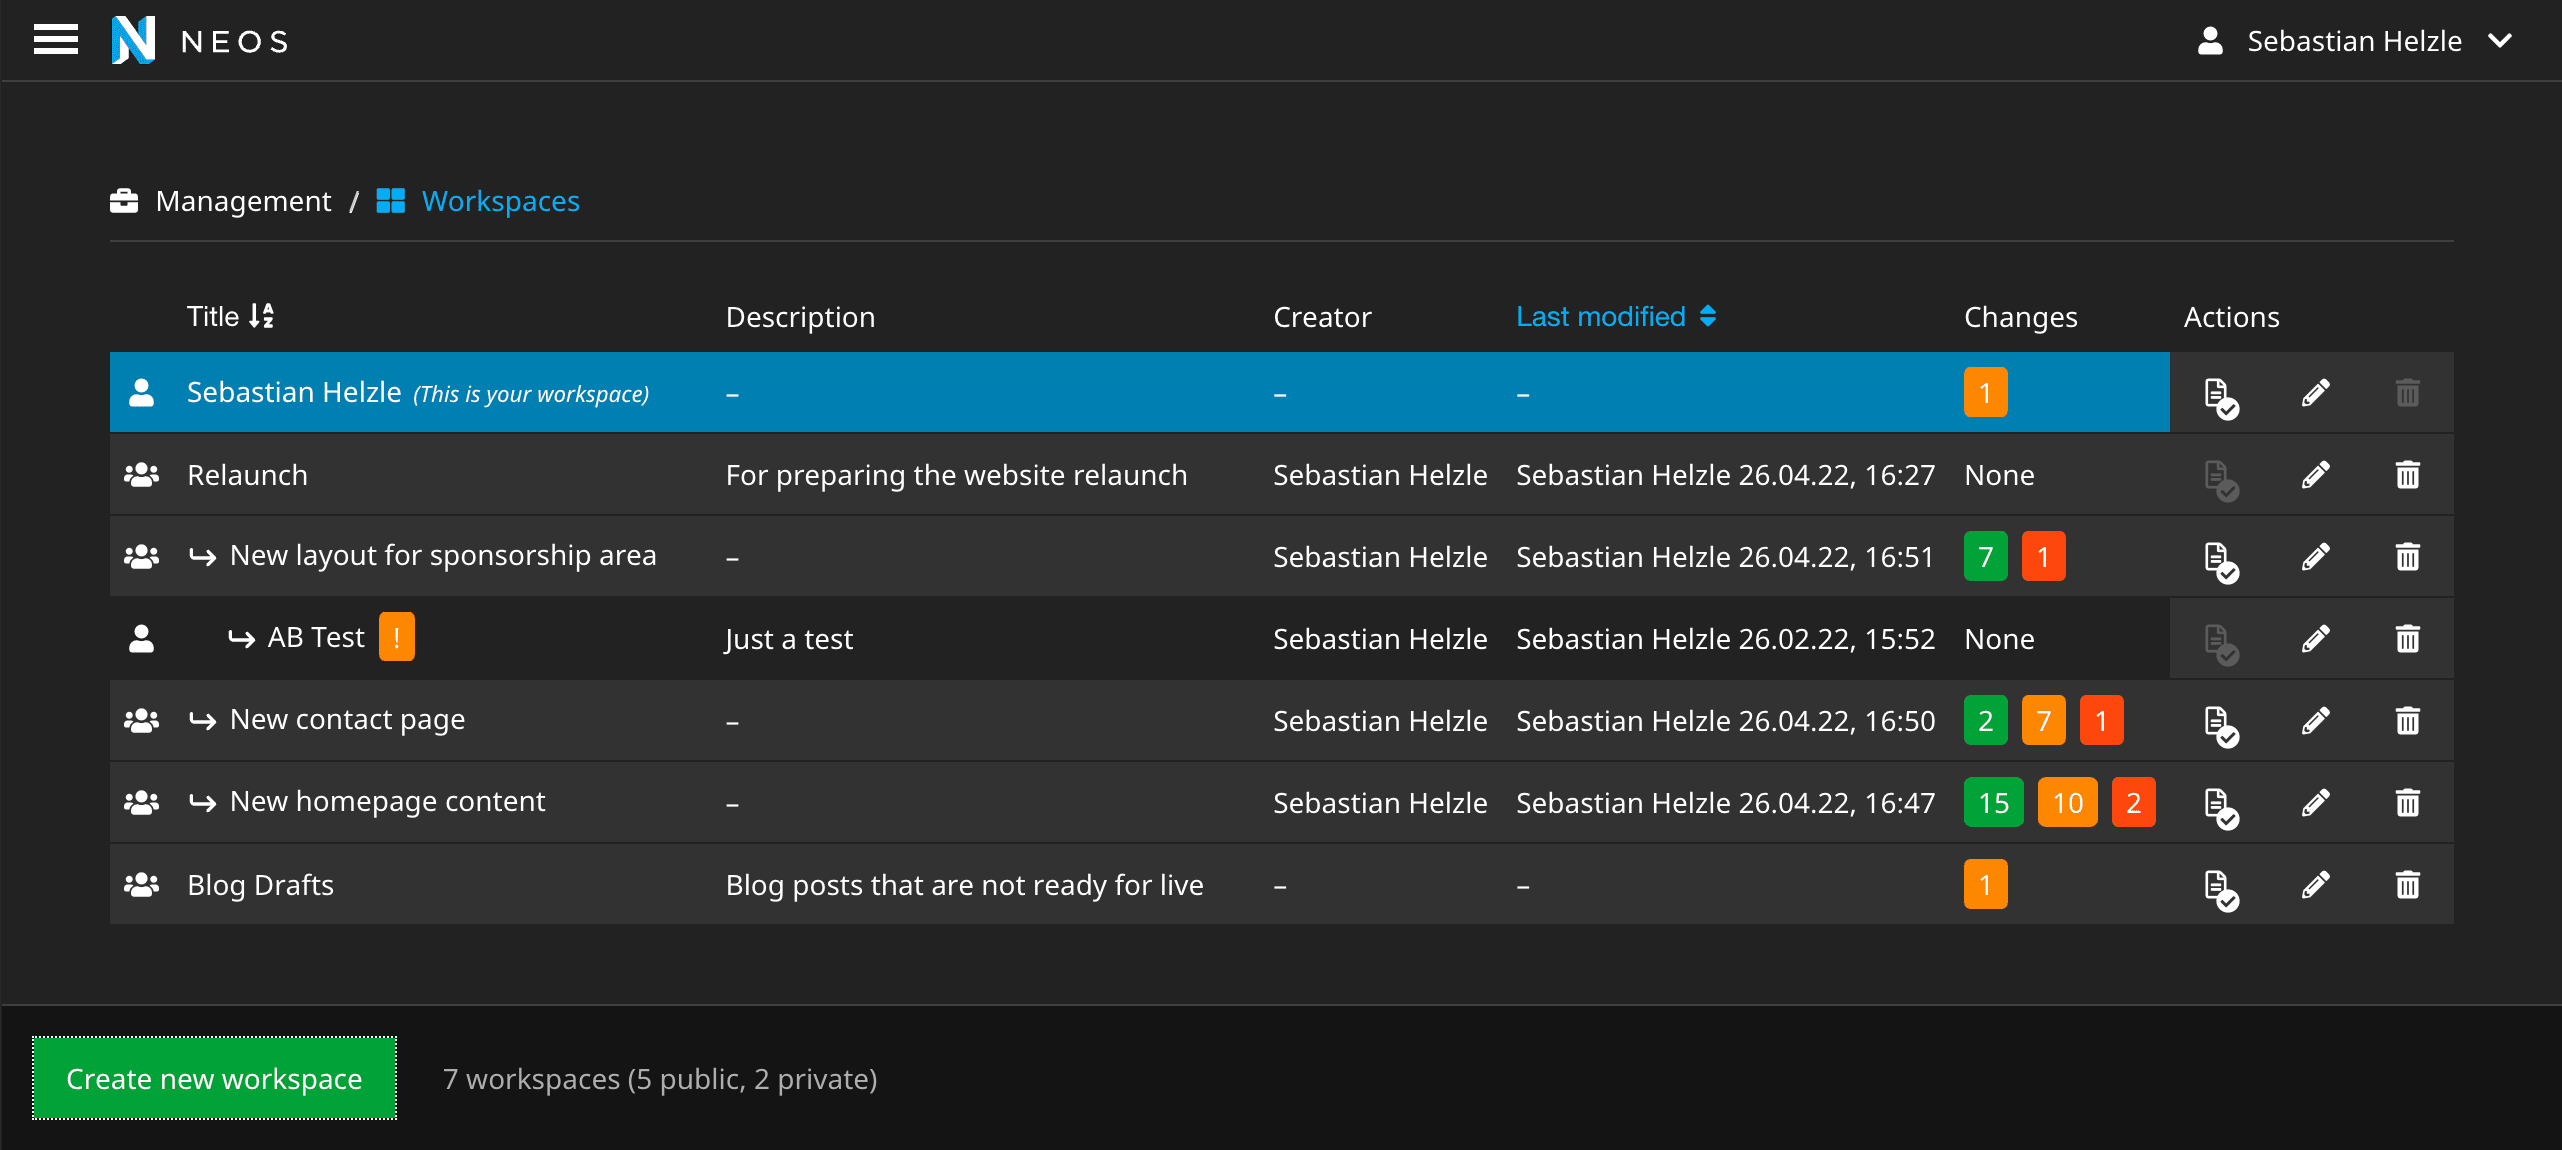 NEOS
Sebastian Helzle
Management / Workspaces
Title Description Creator Last modified Changes Actions
Sebastian Helzle (This is your workspace) – – – 1
Relaunch For preparing the website relaunch Sebastian Helzle Sebastian Helzle 26.04.22, 16:27 None
New layout for sponsorship area – Sebastian Helzle Sebastian Helzle 26.04.22, 16:51 7 1
AB Test ! Just a test Sebastian Helzle Sebastian Helzle 26.02.22, 15:52 None
New contact page – Sebastian Helzle Sebastian Helzle 26.04.22, 16:50 2 7 1
New homepage content – Sebastian Helzle Sebastian Helzle 26.04.22, 16:47 15 10 2
Blog Drafts Blog posts that are not ready for live – – 1
Create new workspace 7 workspaces (5 public, 2 private)